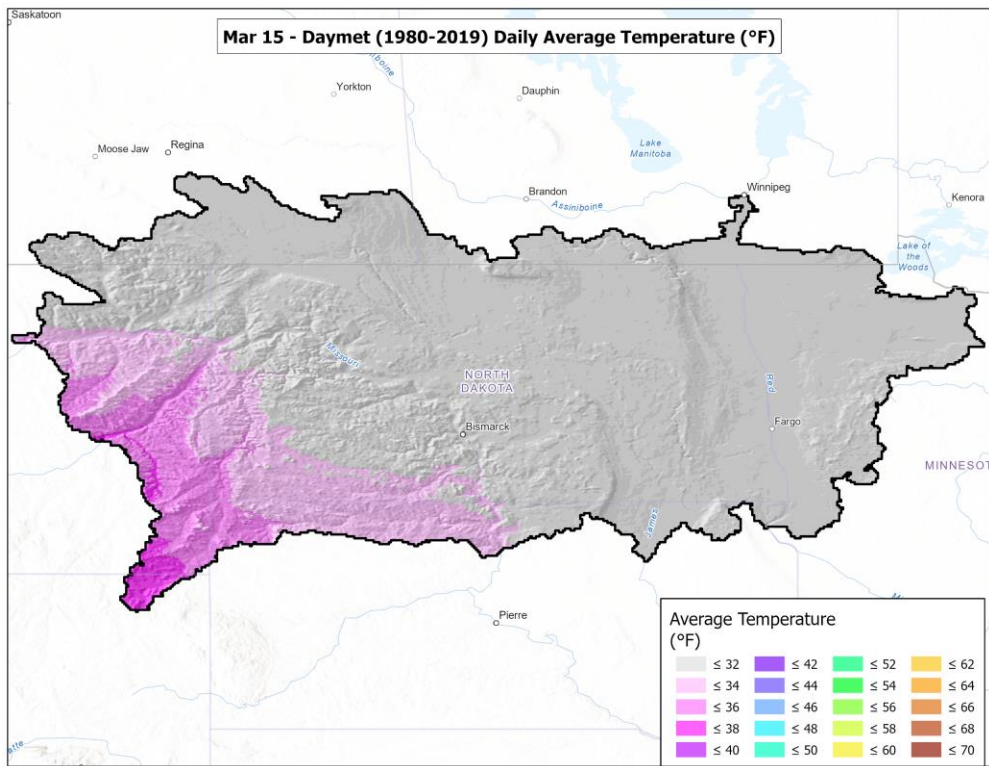 Saskatoon
Mar 15 - Daymet (1980-2019) Daily Average Temperature (°F)
Assiniboine
Yorkton
Dauphin
Lake
Manitoba
Moose Jaw
Regina
Brandon
Assiniboine
Winnipeg
Kenora
Lake of
the
Woods
Missouri
NORTH
DAKOTA
Red
Bismarck
Fargo
MINNESOT
James
Pierre
Average Temperature
(°F)
≤ 32 ≤ 42 ≤ 52 ≤ 62
≤ 34 ≤ 44 ≤ 54 ≤ 64
≤ 36 ≤ 46 ≤ 56 ≤ 66
≤ 38 ≤ 48 ≤ 58 ≤ 68
≤ 40 ≤ 50 ≤ 60 ≤ 70
atte